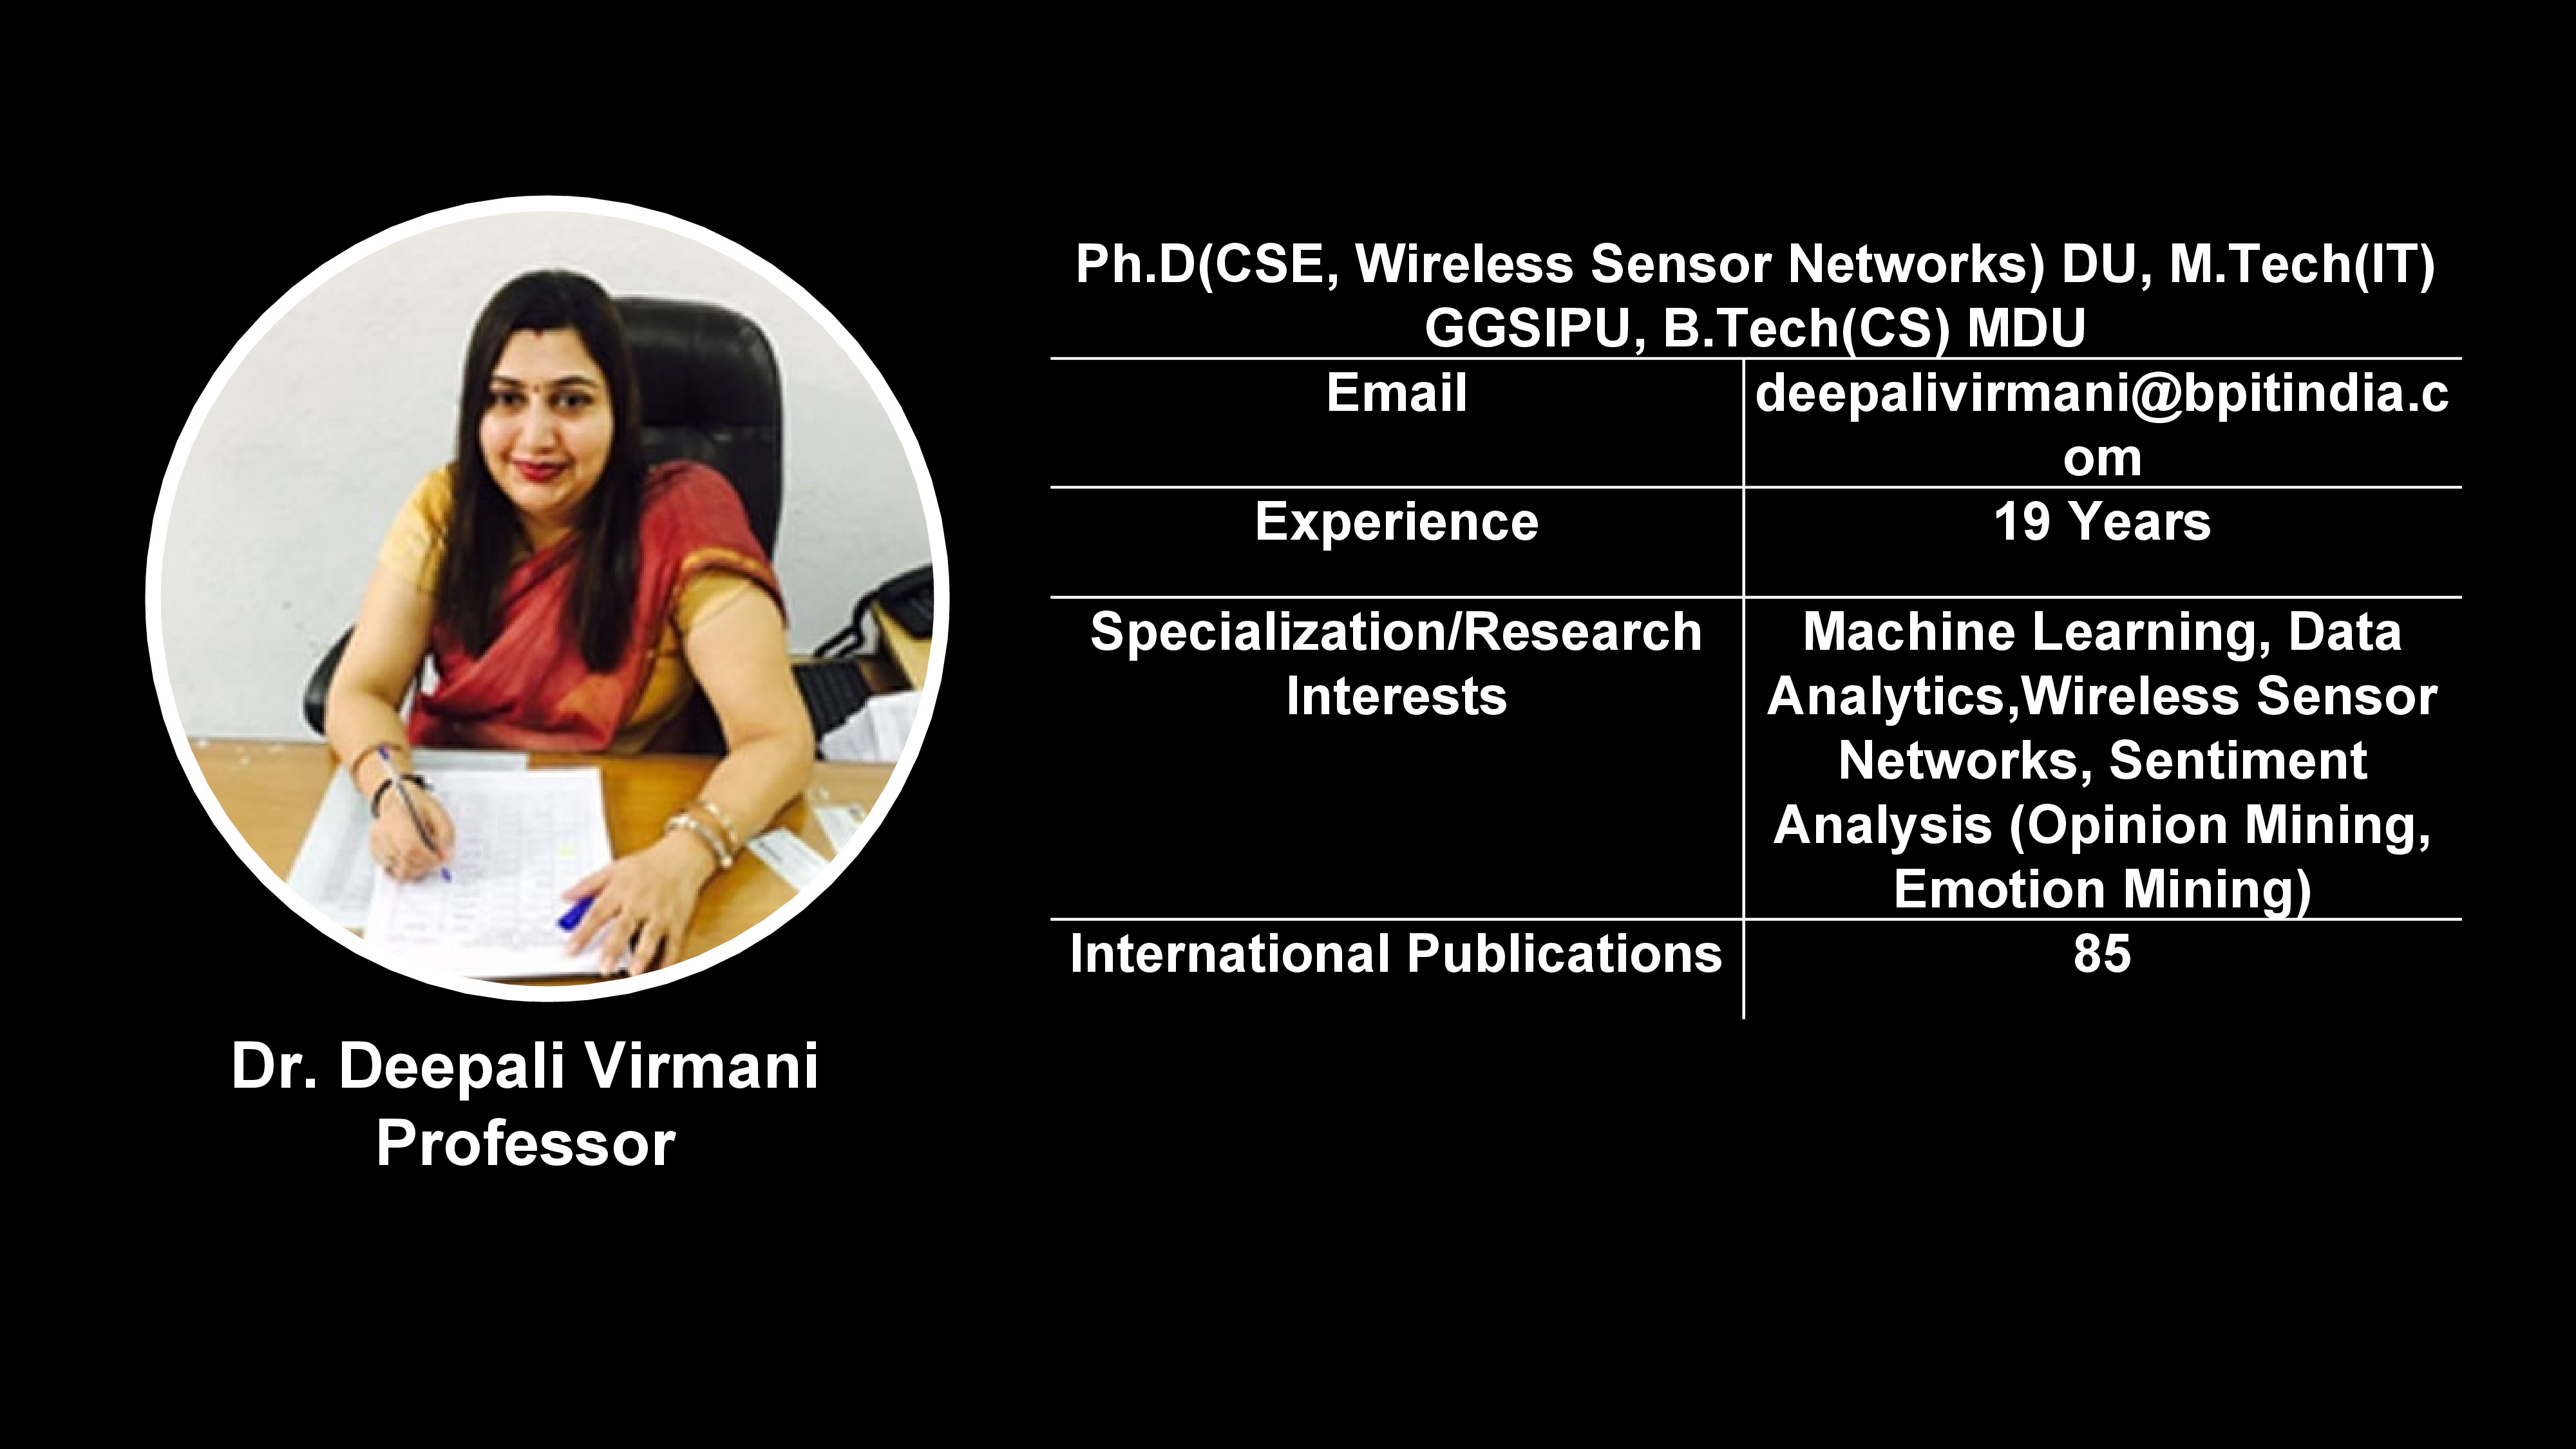 Ph.D(CSE, Wireless Sensor Networks) DU, M.Tech(IT)
GGSIPU, B.Tech(CS) MDU
Email
deepalivirmani@bpitindia.c
om
Experience
19 Years
Specialization/Research
Interests
Machine Learning, Data
Analytics,Wireless Sensor
Networks, Sentiment
Analysis (Opinion Mining,
Emotion Mining)
International Publications
85
Dr. Deepali Virmani
Professor